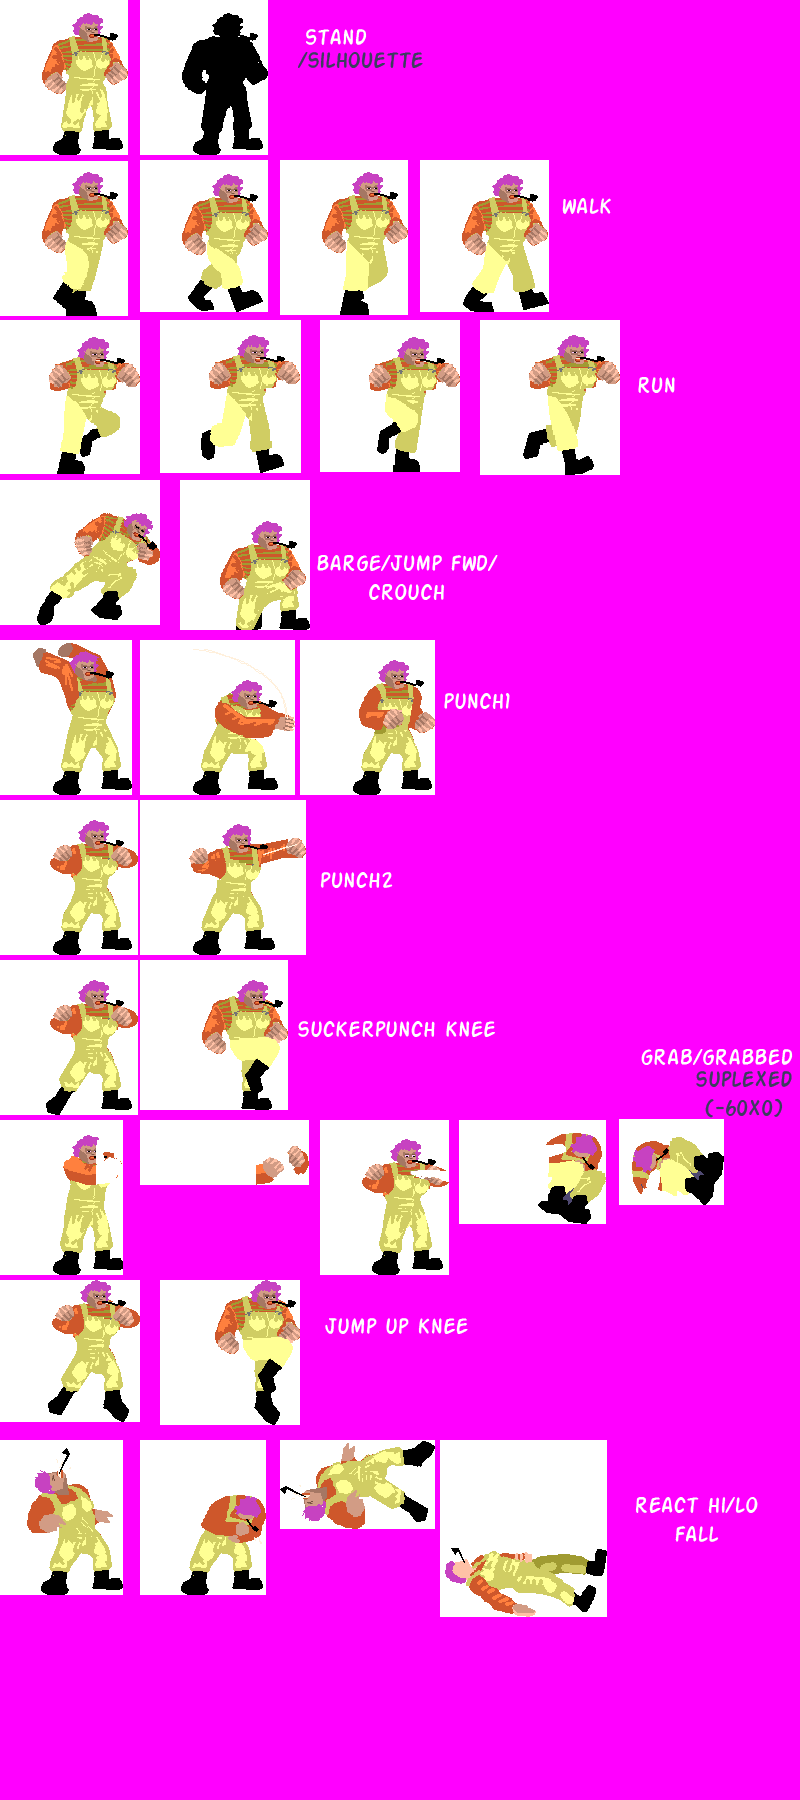 STAND
/SILHOUETTE
WALK
RUN
BARGE/JUMP FWD/
CROUCH
PUNCH1
PUNCH2
SUCKERPUNCH KNEE
GRAB/GRABBED
SUPLEXED
(-60X0)
JUMP UP KNEE
REACT HI/LO
FALL